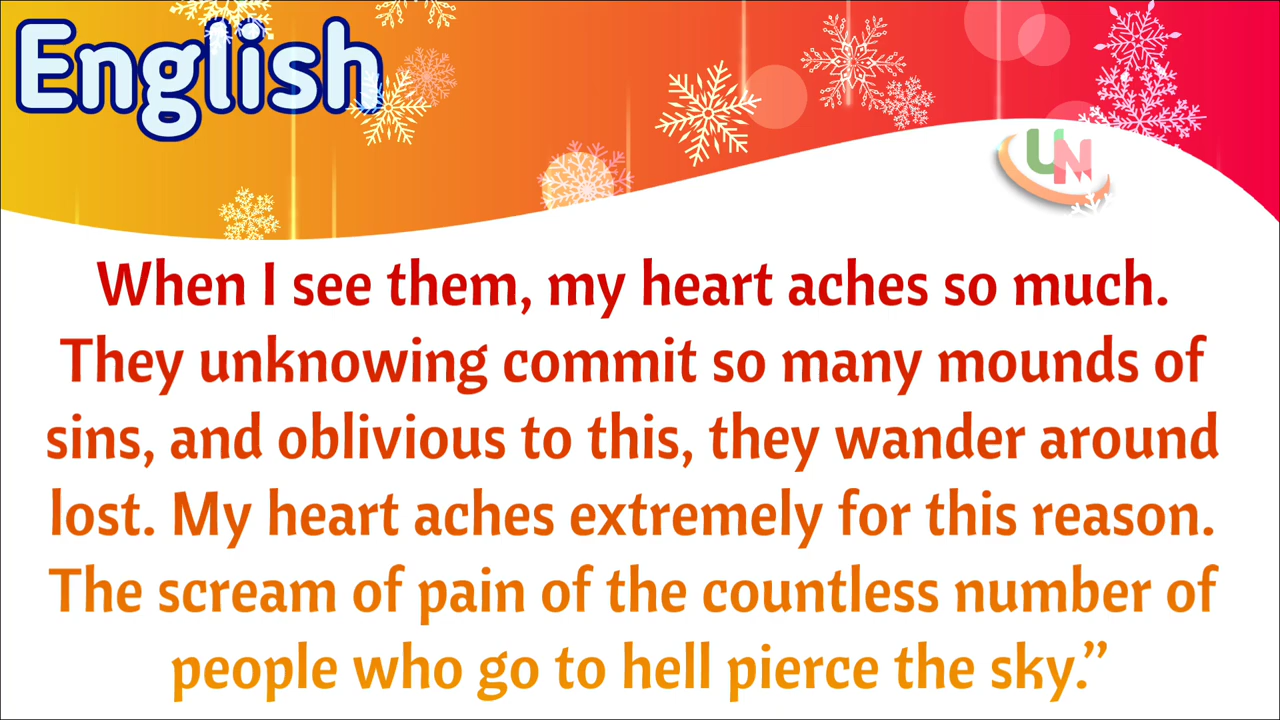 English
UN
When I see them, my heart aches so much.
They unknowing commit so many mounds of
sins, and oblivious to this, they wander around
lost. My heart aches extremely for this reason.
The scream of pain of the countless number of
people who go to hell pierce the sky.”